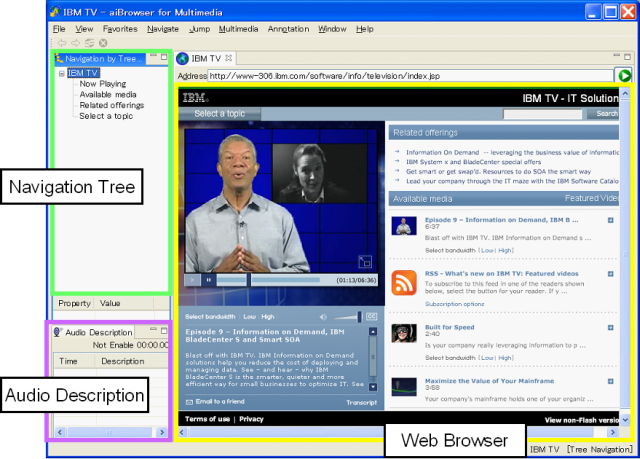 IBM TV - aiBrowser for Multimedia
File View Favorites Navigate Jump Multimedia Annotation Window Help
Navigation by Tree...
IBM TV
Now Playing
Available media
Related offerings
Select a topic
Navigation Tree
Property Value
Audio Description
Not Enable 00:00:00
Time Description
Audio Description
IBM TV
Address http://www-306.ibm.com/software/info/television/index.jsp
IBM
IBM TV - IT Solution
Select a topic
Search
(01:13/06:36)
Select bandwidth Low High
CC
Episode 9 – Information on Demand, IBM
BladeCenter S and Smart SOA
Blast off with IBM TV. IBM Information on Demand
solutions help you reduce the cost of deploying and
managing data. See - and hear - why IBM
BladeCenter S is the smarter, quieter and more
efficient way for small businesses to optimize IT. See
Email to a friend Transcript
Related offerings
Information On Demand -- leveraging the business value of informatio
IBM System x and BladeCenter special offers
Get smart or get swap'd. Resources to do SOA the smart way
Lead your company through the IT maze with the IBM Software Catalo
Available media Featured Video
Episode 9 – Information on Demand, IBM B ...
6:37
Blast off with IBM TV. IBM Information on Demand s ...
Select bandwidth [Low | High]
RSS - What's new on IBM TV: Featured videos
To subscribe to this feed in one of the readers shown
below, select the button for your reader. If y ...
Subscription options
Built for Speed
2:40
Is your company really leveraging information to p ...
Select bandwidth [Low | High]
Maximize the Value of Your Mainframe
3:58
Your company's mainframe holds one of your organiz ...
Terms of use | Privacy
View non-Flash versio
Web Browser
IBM TV [Tree Navigation]